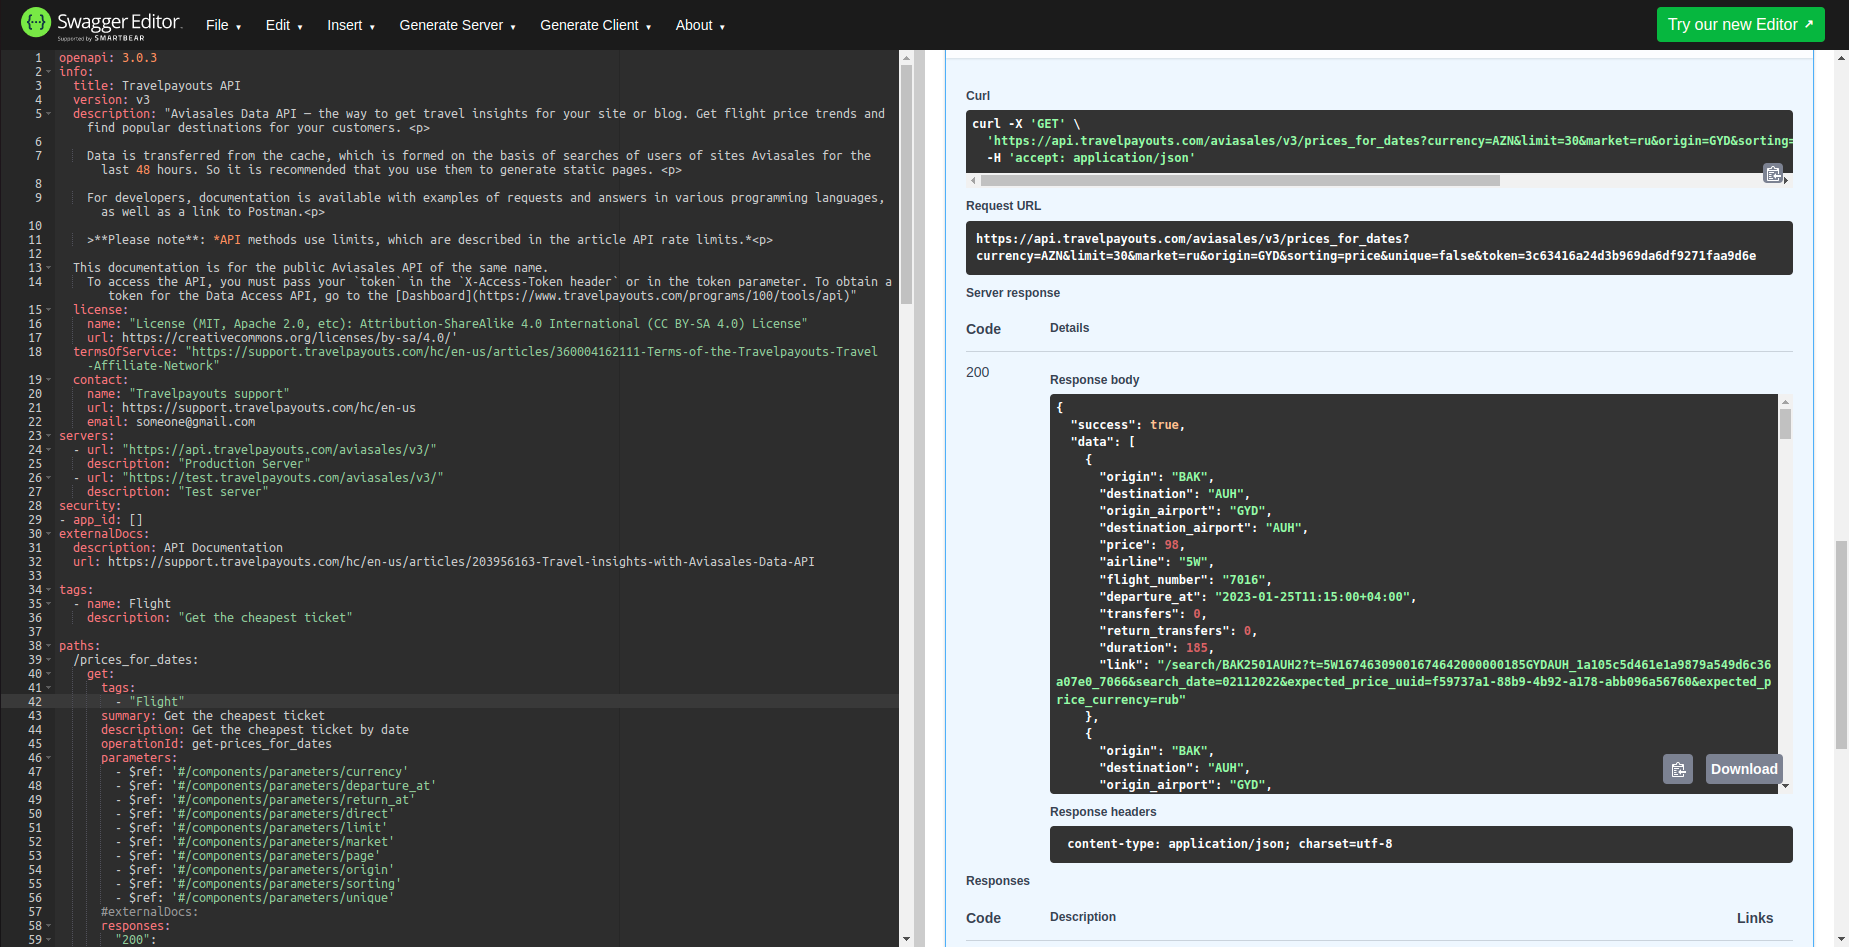 Swagger Editor.
Supported by SMARTBEAR
File
Edit
Insert
Generate Server
Generate Client
About
Try our new Editor
1 openapi: 3.0.3
2 info:
3 title: Travelpayouts API
4 version: v3
5 description: "Aviasales Data API – the way to get travel insights for your site or blog. Get flight price trends and
find popular destinations for your customers. <p>
6
7 Data is transferred from the cache, which is formed on the basis of searches of users of sites Aviasales for the
last 48 hours. So it is recommended that you use them to generate static pages. <p>
8
9 For developers, documentation is available with examples of requests and answers in various programming languages,
as well as a link to Postman.<p>
10
11 >**Please note**: *API methods use limits, which are described in the article API rate limits.*<p>
12
13 This documentation is for the public Aviasales API of the same name.
14 To access the API, you must pass your `token` in the `X-Access-Token header` or in the token parameter. To obtain a
token for the Data Access API, go to the [Dashboard](https://www.travelpayouts.com/programs/100/tools/api)"
15 license:
16 name: "License (MIT, Apache 2.0, etc): Attribution-ShareAlike 4.0 International (CC BY-SA 4.0) License"
17 url: https://creativecommons.org/licenses/by-sa/4.0/'
18 termsOfService: "https://support.travelpayouts.com/hc/en-us/articles/360004162111-Terms-of-the-Travelpayouts-Travel
-Affiliate-Network"
19 contact:
20 name: "Travelpayouts support"
21 url: https://support.travelpayouts.com/hc/en-us
22 email: someone@gmail.com
23 servers:
24 - url: "https://api.travelpayouts.com/aviasales/v3/"
25 description: "Production Server"
26 - url: "https://test.travelpayouts.com/aviasales/v3/"
27 description: "Test server"
28 security:
29 - app_id: []
30 externalDocs:
31 description: API Documentation
32 url: https://support.travelpayouts.com/hc/en-us/articles/203956163-Travel-insights-with-Aviasales-Data-API
33
34 tags:
35 - name: Flight
36 description: "Get the cheapest ticket"
37
38 paths:
39 /prices_for_dates:
40 get:
41 tags:
42 - "Flight"
43 summary: Get the cheapest ticket
44 description: Get the cheapest ticket by date
45 operationId: get-prices_for_dates
46 parameters:
47 - $ref: '#/components/parameters/currency'
48 - $ref: '#/components/parameters/departure_at'
49 - $ref: '#/components/parameters/return_at'
50 - $ref: '#/components/parameters/direct'
51 - $ref: '#/components/parameters/limit'
52 - $ref: '#/components/parameters/market'
53 - $ref: '#/components/parameters/page'
54 - $ref: '#/components/parameters/origin'
55 - $ref: '#/components/parameters/sorting'
56 - $ref: '#/components/parameters/unique'
57 #externalDocs:
58 responses:
59 "200":
Curl
curl -X 'GET' \
'https://api.travelpayouts.com/aviasales/v3/prices_for_dates?currency=AZN&limit=30&market=ru&origin=GYD&sorting=
-H 'accept: application/json'
Request URL
https://api.travelpayouts.com/aviasales/v3/prices_for_dates?
currency=AZN&limit=30&market=ru&origin=GYD&sorting=price&unique=false&token=3c63416a24d3b969da6df9271faa9d6e
Server response
Code Details
200
Response body
{
"success": true,
"data": [
{
"origin": "BAK",
"destination": "AUH",
"origin_airport": "GYD",
"destination_airport": "AUH",
"price": 98,
"airline": "5W",
"flight_number": "7016",
"departure_at": "2023-01-25T11:15:00+04:00",
"transfers": 0,
"return_transfers": 0,
"duration": 185,
"link": "/search/BAK2501AUH2?t=5W16746309001674642000000185GYDAUH_1a105c5d461e1a9879a549d6c36
a07e0_7066&search_date=02112022&expected_price_uuid=f59737a1-88b9-4b92-a178-abb096a56760&expected_p
rice_currency=rub"
},
{
"origin": "BAK",
"destination": "AUH",
"origin_airport": "GYD",
Download
Response headers
content-type: application/json; charset=utf-8
Responses
Code Description Links